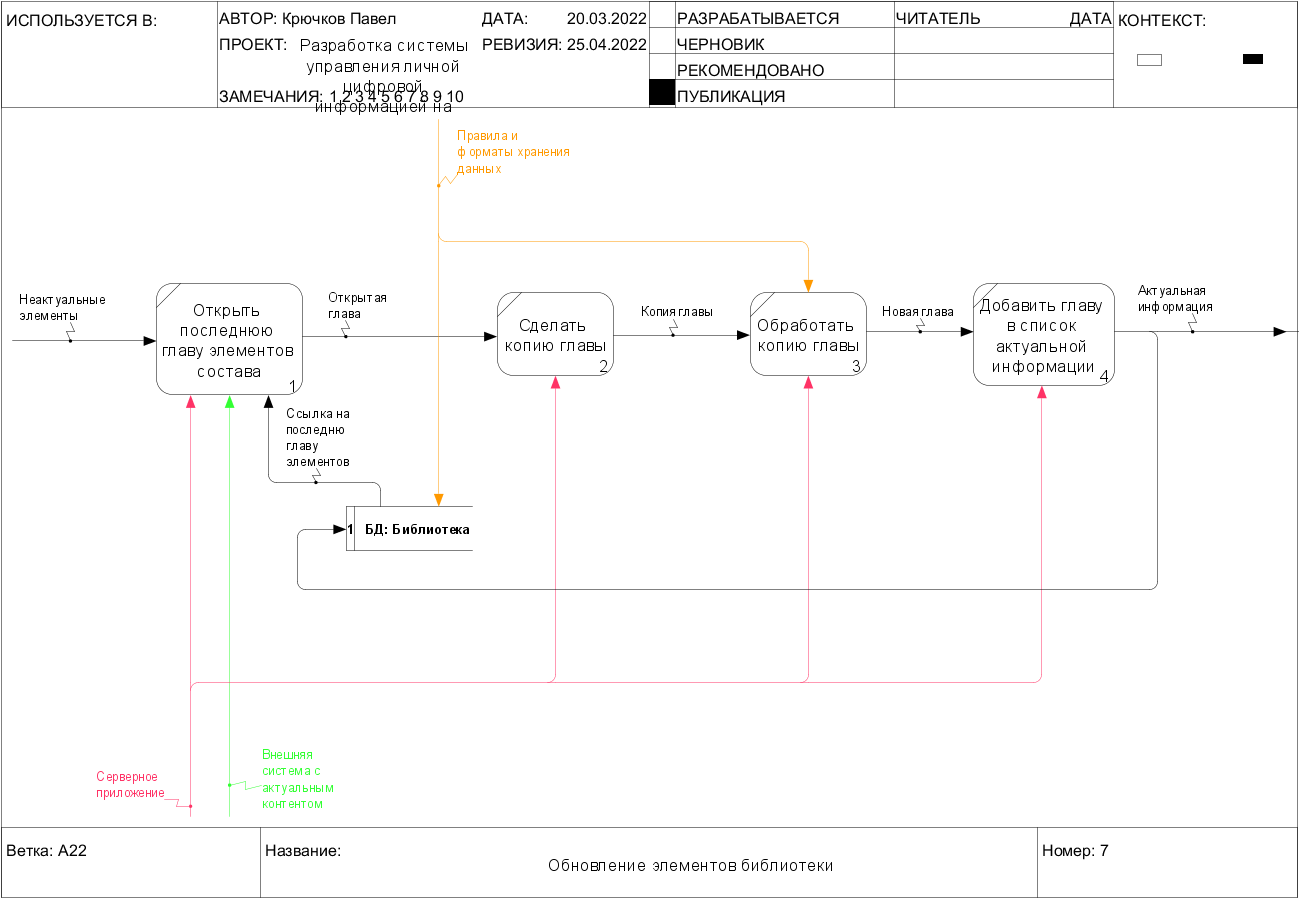 ИСПОЛЬЗУЕТСЯ В:
АВТОР: Крючков Павел
ДАТА: 20.03.2022
ПРОЕКТ: Разработка системы
управления личной
цифровой
информацией на
РЕВИЗИЯ: 25.04.2022
ЗАМЕЧАНИЯ: 1 2 3 4 5 6 7 8 9 10
РАЗРАБАТЫВАЕТСЯ
ЧЕРНОВИК
РЕКОМЕНДОВАНО
ПУБЛИКАЦИЯ
ЧИТАТЕЛЬ ДАТА
КОНТЕКСТ:
Правила и
форматы хранения
данных
Неактуальные
элементы
Открыть
последнюю
главу элементов
состава
1
Открытая
глава
Сделать
копию главы
2
Копия главы
Обработать
копию главы
3
Новая глава
Добавить главу
в список
актуальной
информации
4
Актуальная
информация
Ссылка на
последню
главу
элементов
1 БД: Библиотека
Серверное
приложение
Внешняя
система с
актуальным
контентом
Ветка: A22
Название:
Обновление элементов библиотеки
Номер: 7